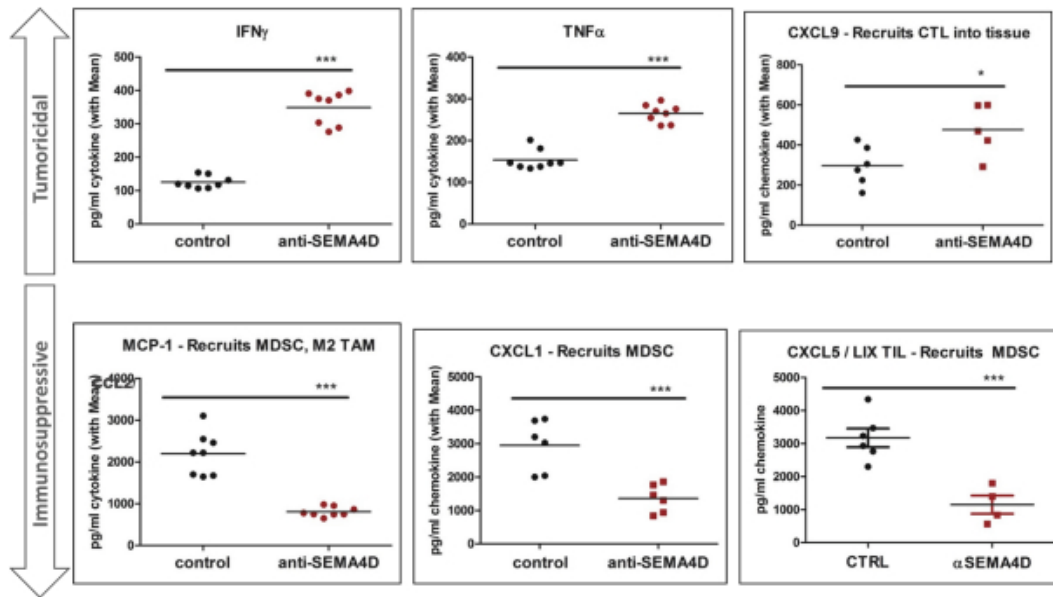 Tumoricidal
IFNγ
***
pg/ml cytokine (with Mean)
500
400
300
200
100
0
control
anti-SEMA4D
TNFα
***
pg/ml cytokine (with Mean)
400
300
200
100
0
control
anti-SEMA4D
CXCL9 - Recruits CTL into tissue
*
pg/ml chemokine (with Mean)
800
600
400
200
0
control
anti-SEMA4D
Immunosuppressive
MCP-1 - Recruits MDSC, M2 TAM
CCL2
***
pg/ml cytokine (with Mean)
4000
3000
2000
1000
0
control
anti-SEMA4D
CXCL1 - Recruits MDSC
***
pg/ml chemokine (with Mean)
5000
4000
3000
2000
1000
0
control
anti-SEMA4D
CXCL5 / LIX TIL - Recruits MDSC
***
pg/ml chemokine
5000
4000
3000
2000
1000
0
CTRL
αSEMA4D